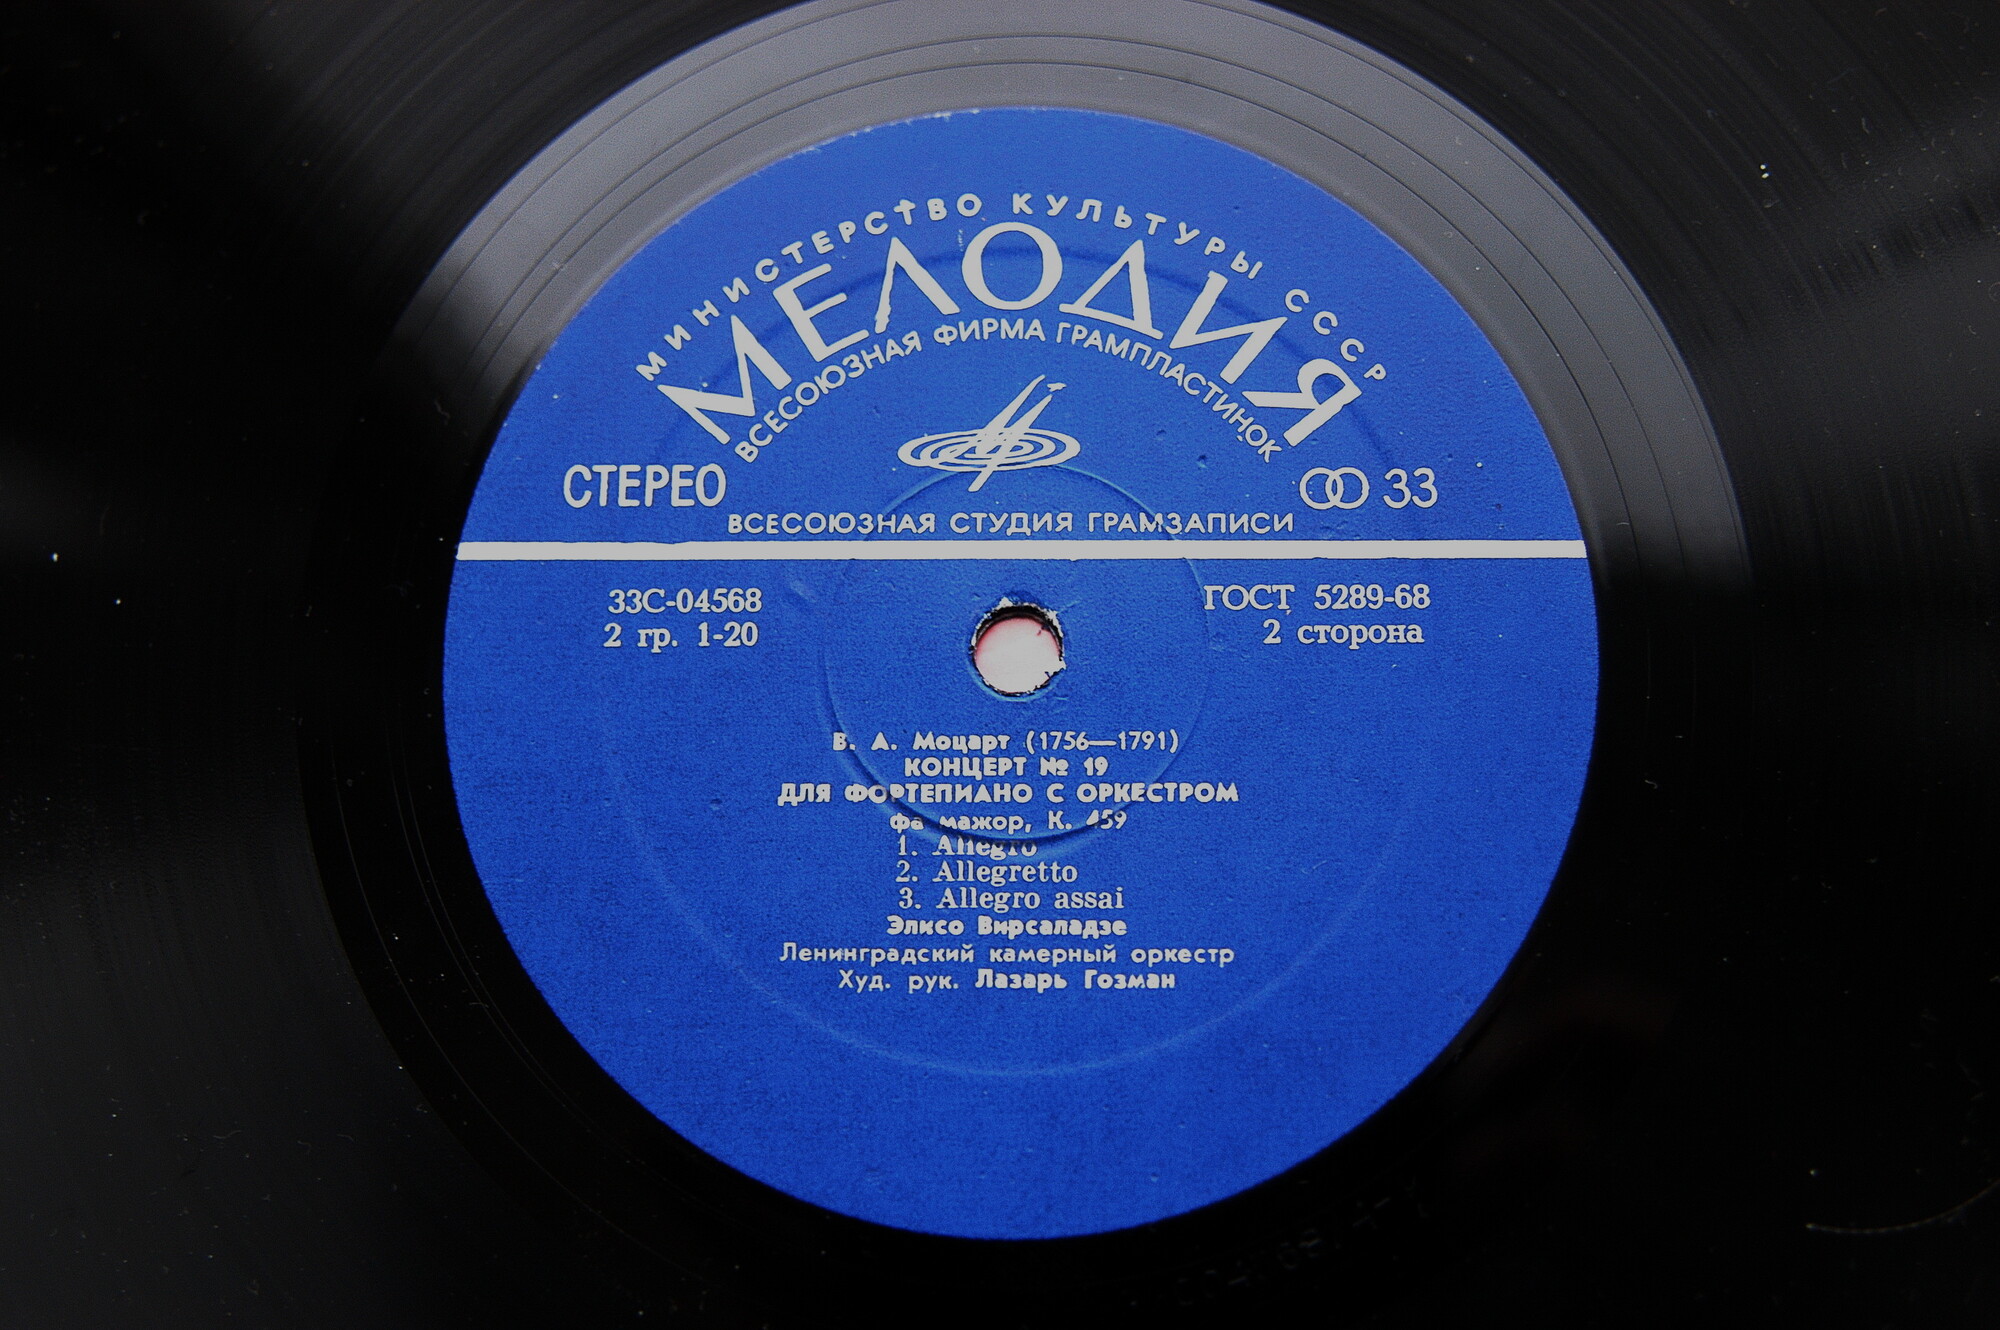 МИНИСТЕРСТВО КУЛЬТУРЫ СССР
МЕЛОДИЯ
ВСЕСОЮЗНАЯ ФИРМА ГРАМПЛАСТИНОК
СТЕРЕО
33
ВСЕСОЮЗНАЯ СТУДИЯ ГРАМЗАПИСИ
33С-04568
ГОСТ 5289-68
2 гр. 1-20
2 сторона
В. А. Моцарт (1756—1791)
КОНЦЕРТ № 19
ДЛЯ ФОРТЕПИАНО С ОРКЕСТРОМ
фа мажор, К. 459
1. Allegro
2. Allegretto
3. Allegro assai
Элисо Вирсаладзе
Ленинградский камерный оркестр
Худ. рук. Лазарь Гозман